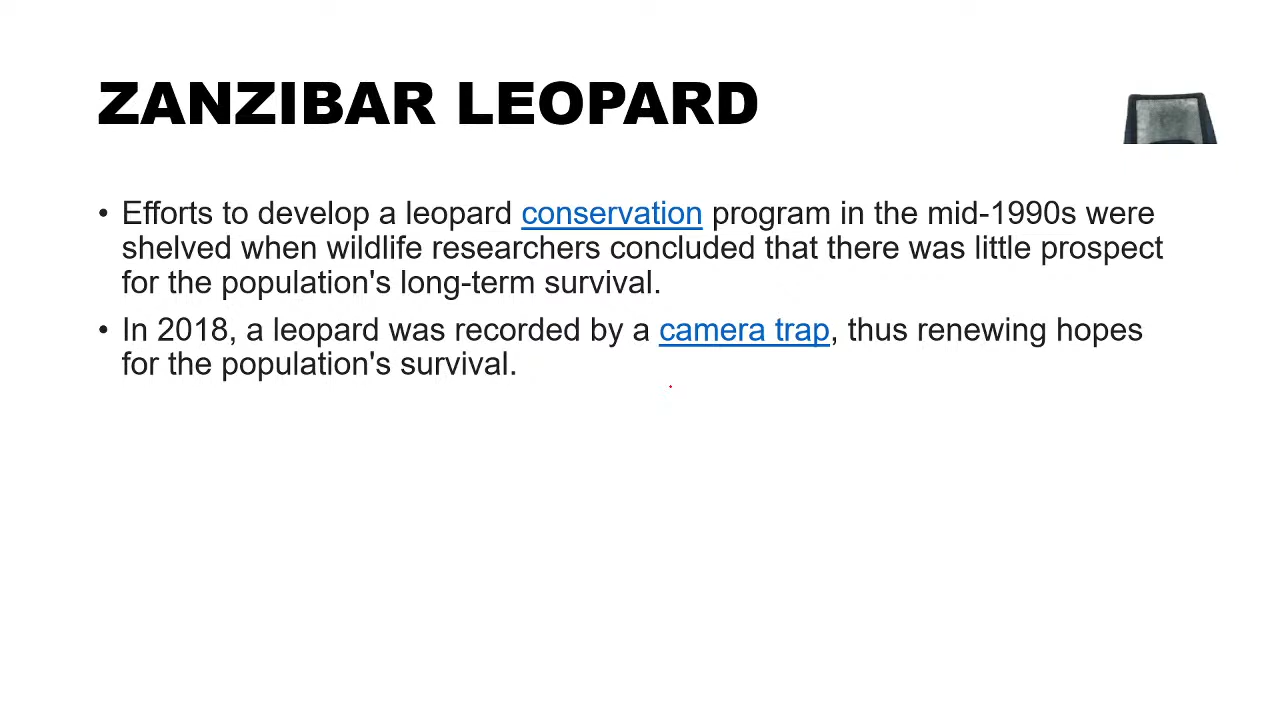 ZANZIBAR LEOPARD
• Efforts to develop a leopard conservation program in the mid-1990s were
shelved when wildlife researchers concluded that there was little prospect
for the population's long-term survival.
• In 2018, a leopard was recorded by a camera trap, thus renewing hopes
for the population's survival.